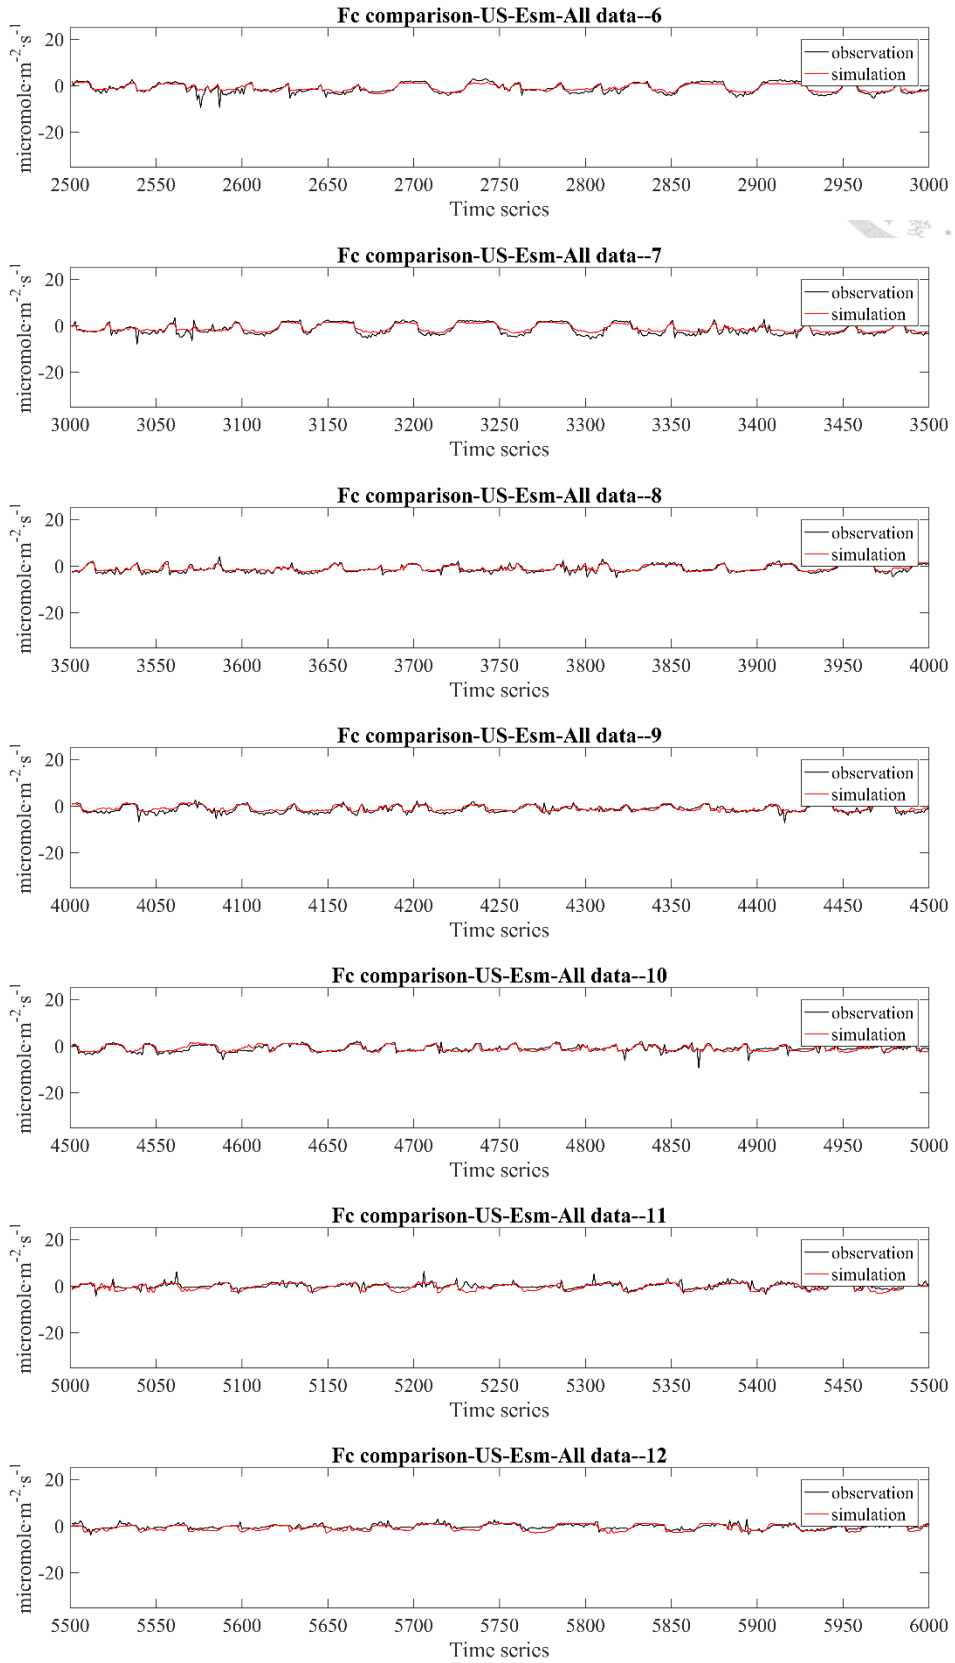 Fc comparison-US-Esm-All data--6
micromole·m-2·s-1
20
0
-20
observation
simulation
2500 2550 2600 2650 2700 2750 2800 2850 2900 2950 3000
Time series
愛
Fc comparison-US-Esm-All data--7
micromole·m-2·s-1
20
0
-20
observation
simulation
3000 3050 3100 3150 3200 3250 3300 3350 3400 3450 3500
Time series
Fc comparison-US-Esm-All data--8
micromole·m-2·s-1
20
0
-20
observation
simulation
3500 3550 3600 3650 3700 3750 3800 3850 3900 3950 4000
Time series
Fc comparison-US-Esm-All data--9
micromole·m-2·s-1
20
0
-20
observation
simulation
4000 4050 4100 4150 4200 4250 4300 4350 4400 4450 4500
Time series
Fc comparison-US-Esm-All data--10
micromole·m-2·s-1
20
0
-20
observation
simulation
4500 4550 4600 4650 4700 4750 4800 4850 4900 4950 5000
Time series
Fc comparison-US-Esm-All data--11
micromole·m-2·s-1
20
0
-20
observation
simulation
5000 5050 5100 5150 5200 5250 5300 5350 5400 5450 5500
Time series
Fc comparison-US-Esm-All data--12
micromole·m-2·s-1
20
0
-20
observation
simulation
5500 5550 5600 5650 5700 5750 5800 5850 5900 5950 6000
Time series